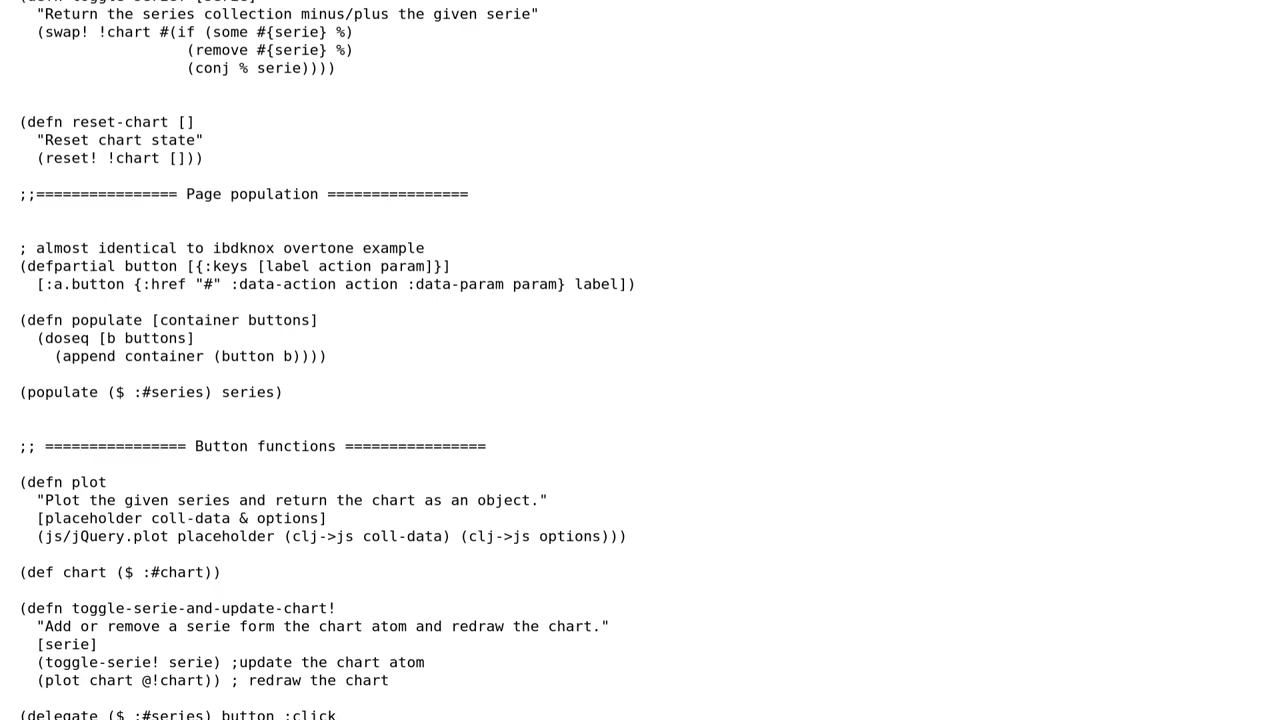 (defn toggle-serie! [serie]
  "Return the series collection minus/plus the given serie"
  (swap! !chart #(if (some #{serie} %)
                   (remove #{serie} %)
                   (conj % serie))))
(defn reset-chart []
  "Reset chart state"
  (reset! !chart []))
;;================ Page population ================
; almost identical to ibdknox overtone example
(defpartial button [{:keys [label action param]}]
  [:a.button {:href "#" :data-action action :data-param param} label])
(defn populate [container buttons]
  (doseq [b buttons]
    (append container (button b))))
(populate ($ :#series) series)
;; ================ Button functions ================
(defn plot
  "Plot the given series and return the chart as an object."
  [placeholder coll-data & options]
  (js/jQuery.plot placeholder (clj->js coll-data) (clj->js options)))
(def chart ($ :#chart))
(defn toggle-serie-and-update-chart!
  "Add or remove a serie form the chart atom and redraw the chart."
  [serie]
  (toggle-serie! serie) ;update the chart atom
  (plot chart @!chart)) ; redraw the chart
(delegate ($ :#series) button :click